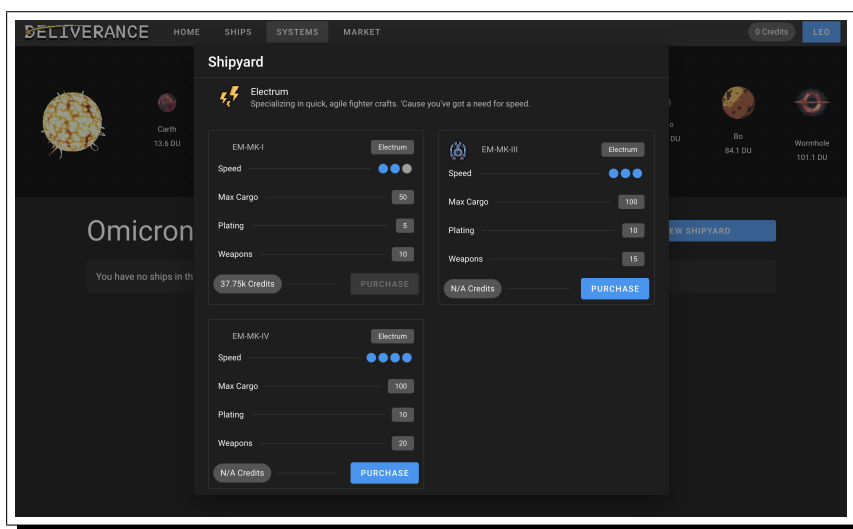 DELIVERANCE HOME SHIPS SYSTEMS MARKET 0 Credits LEO
Shipyard
Electrum
Specializing in quick, agile fighter crafts. 'Cause you've got a need for speed.
Carth
13.6 DU
o
DU
Bo
84.1 DU
Wormhole
101.1 DU
Omicron
EW SHIPYARD
You have no ships in th
EM-MK-I Electrum
Speed
Max Cargo 50
Plating 5
Weapons 10
37.75k Credits PURCHASE
EM-MK-III Electrum
Speed
Max Cargo 100
Plating 10
Weapons 15
N/A Credits PURCHASE
EM-MK-IV Electrum
Speed
Max Cargo 100
Plating 10
Weapons 20
N/A Credits PURCHASE